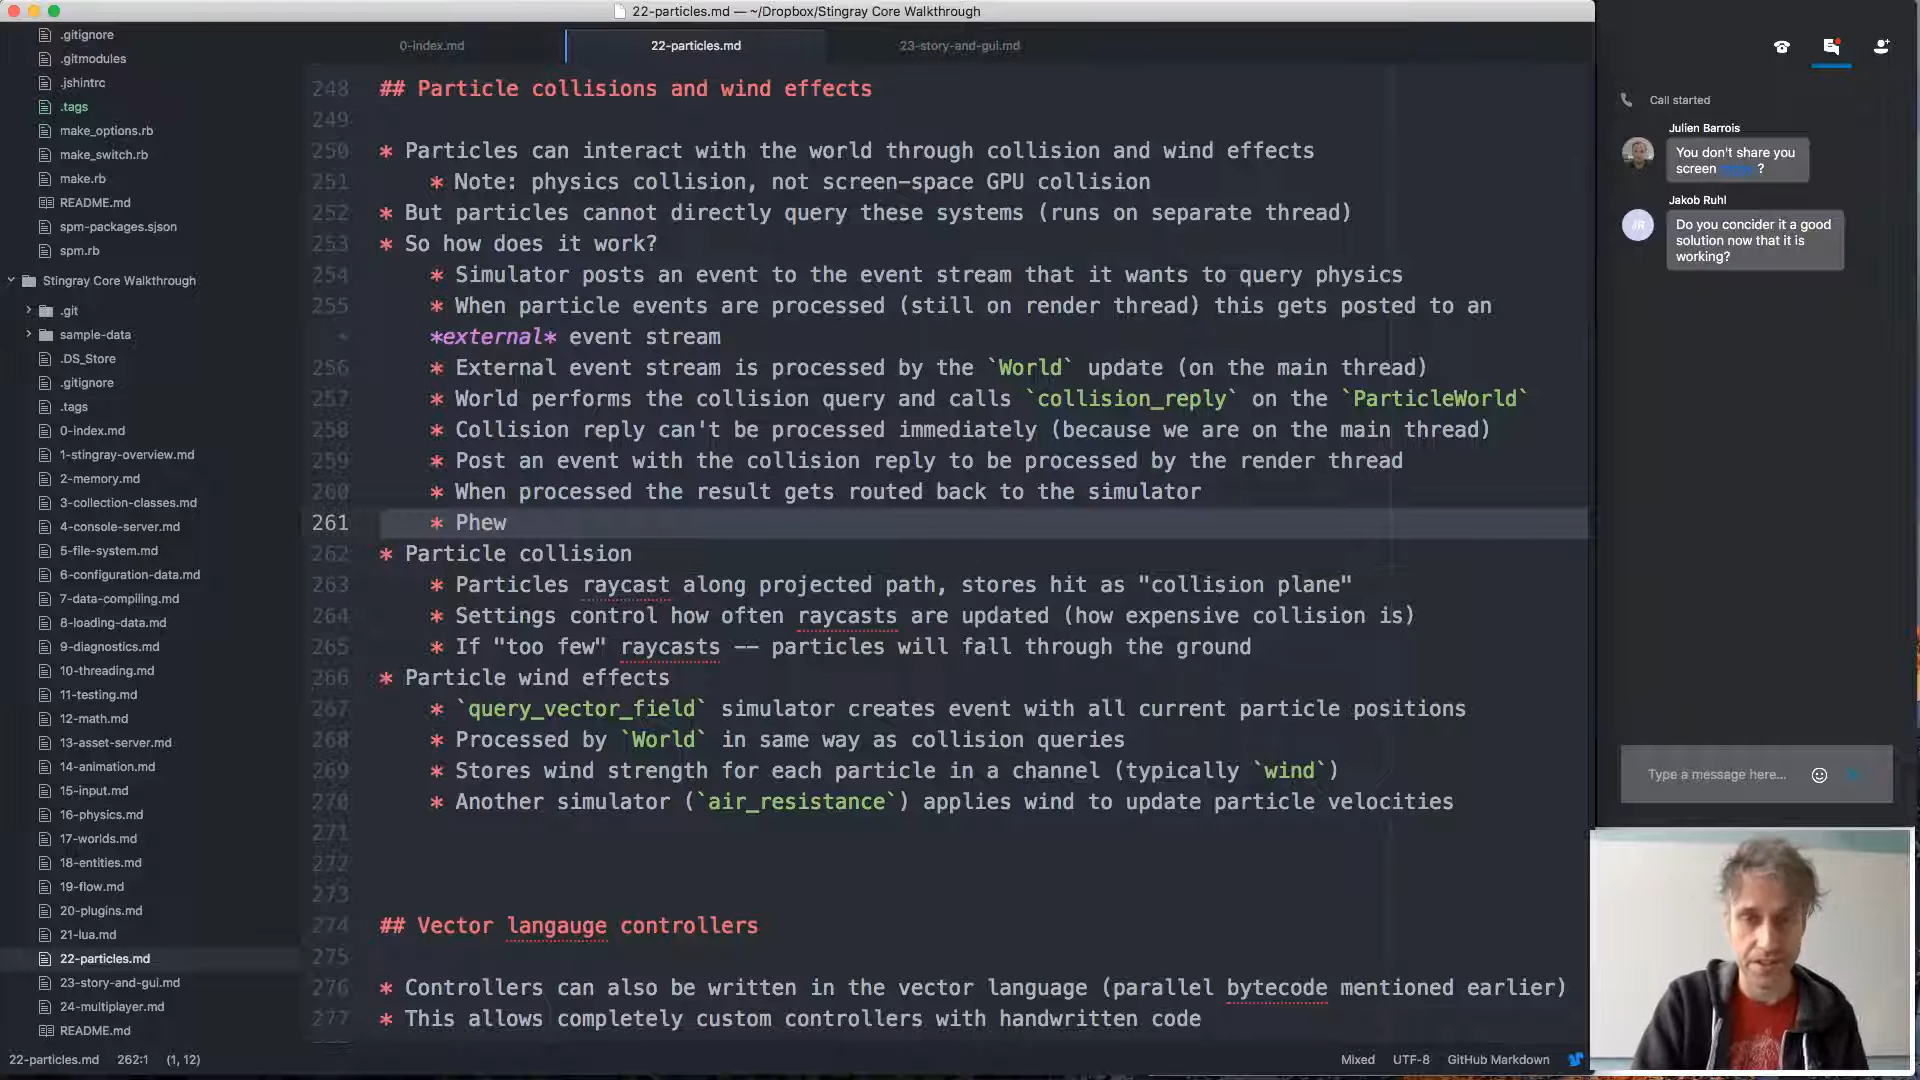 22-particles.md — ~/Dropbox/Stingray Core Walkthrough
.gitignore
.gitmodules
.jshintrc
.tags
make_options.rb
make_switch.rb
make.rb
README.md
spm-packages.sjson
spm.rb
Stingray Core Walkthrough
.git
sample-data
.DS_Store
.gitignore
.tags
0-index.md
1-stingray-overview.md
2-memory.md
3-collection-classes.md
4-console-server.md
5-file-system.md
6-configuration-data.md
7-data-compiling.md
8-loading-data.md
9-diagnostics.md
10-threading.md
11-testing.md
12-math.md
13-asset-server.md
14-animation.md
15-input.md
16-physics.md
17-worlds.md
18-entities.md
19-flow.md
20-plugins.md
21-lua.md
22-particles.md
23-story-and-gui.md
24-multiplayer.md
README.md
0-index.md
22-particles.md
23-story-and-gui.md
248 ## Particle collisions and wind effects
249
250 * Particles can interact with the world through collision and wind effects
251 * Note: physics collision, not screen-space GPU collision
252 * But particles cannot directly query these systems (runs on separate thread)
253 * So how does it work?
254 * Simulator posts an event to the event stream that it wants to query physics
255 * When particle events are processed (still on render thread) this gets posted to an
*external* event stream
256 * External event stream is processed by the `World` update (on the main thread)
257 * World performs the collision query and calls `collision_reply` on the `ParticleWorld`
258 * Collision reply can't be processed immediately (because we are on the main thread)
259 * Post an event with the collision reply to be processed by the render thread
260 * When processed the result gets routed back to the simulator
261 * Phew
262 * Particle collision
263 * Particles raycast along projected path, stores hit as "collision plane"
264 * Settings control how often raycasts are updated (how expensive collision is)
265 * If "too few" raycasts -- particles will fall through the ground
266 * Particle wind effects
267 * `query_vector_field` simulator creates event with all current particle positions
268 * Processed by `World` in same way as collision queries
269 * Stores wind strength for each particle in a channel (typically `wind`)
270 * Another simulator (`air_resistance`) applies wind to update particle velocities
271
272
273
274 ## Vector langauge controllers
275
276 * Controllers can also be written in the vector language (parallel bytecode mentioned earlier)
277 * This allows completely custom controllers with handwritten code
22-particles.md 262:1 (1, 12)
Mixed UTF-8 GitHub Markdown
Call started
Julien Barrois
You don't share you
screen ?
Jakob Ruhl
JR
Do you concider it a good
solution now that it is
working?
Type a message here...